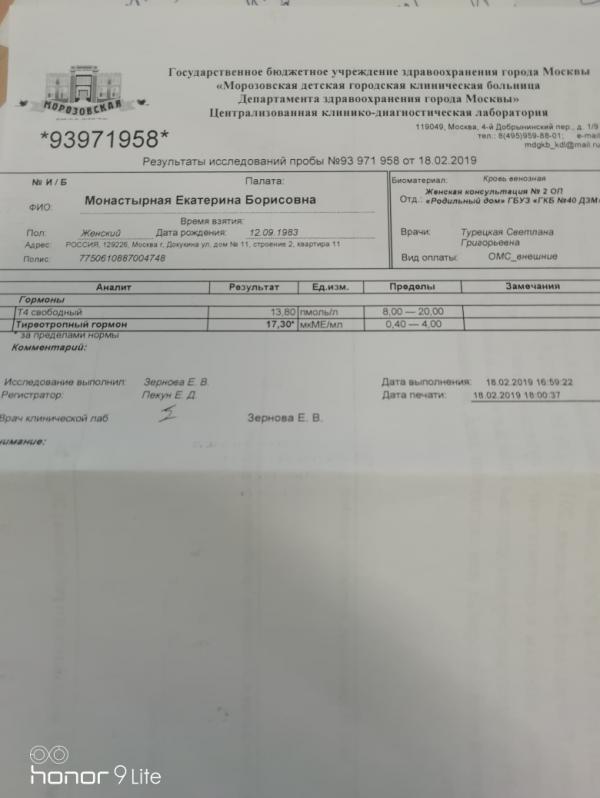 МОРОЗОВСКАЯ
Государственное бюджетное учреждение здравоохранения города Москвы
«Морозовская детская городская клиническая больница
Департамента здравоохранения города Москвы»
Централизованная клинико-диагностическая лаборатория
*93971958*
119049, Москва, 4-й Добрынинский пер., д. 1/9
тел.: 8(495)959-88-01; e-mail:
mdgkb_kdl@mail.ru
Результаты исследований пробы №93 971 958 от 18.02.2019
№ И / Б Палата:
ФИО: Монастырная Екатерина Борисовна
Время взятия:
Пол: Женский Дата рождения: 12.09.1983
Адрес: РОССИЯ, 129226, Москва г, Докукина ул, дом № 11, строение 2, квартира 11
Полис: 7750610887004748
Биоматериал: Кровь венозная
Женская консультация № 2 ОП
Отд.: «Родильный дом» ГБУЗ «ГКБ №40 ДЗМ»
Врачи: Турецкая Светлана
Григорьевна
Вид оплаты: ОМС_внешние
Аналит Результат Ед.изм. Пределы Замечания
Гормоны
Т4 свободный 13,80 пмоль/л 8,00 — 20,00
Тиреотропный гормон 17,30* мкМЕ/мл 0,40 — 4,00
* за пределами нормы
Комментарий:
Исследование выполнил: Зернова Е. В. Дата выполнения: 18.02.2019 16:59:22
Регистратор: Пекун Е. Д. Дата печати: 18.02.2019 18:00:37
Врач клинической лаб Зернова Е. В.
нимание:
honor 9 Lite